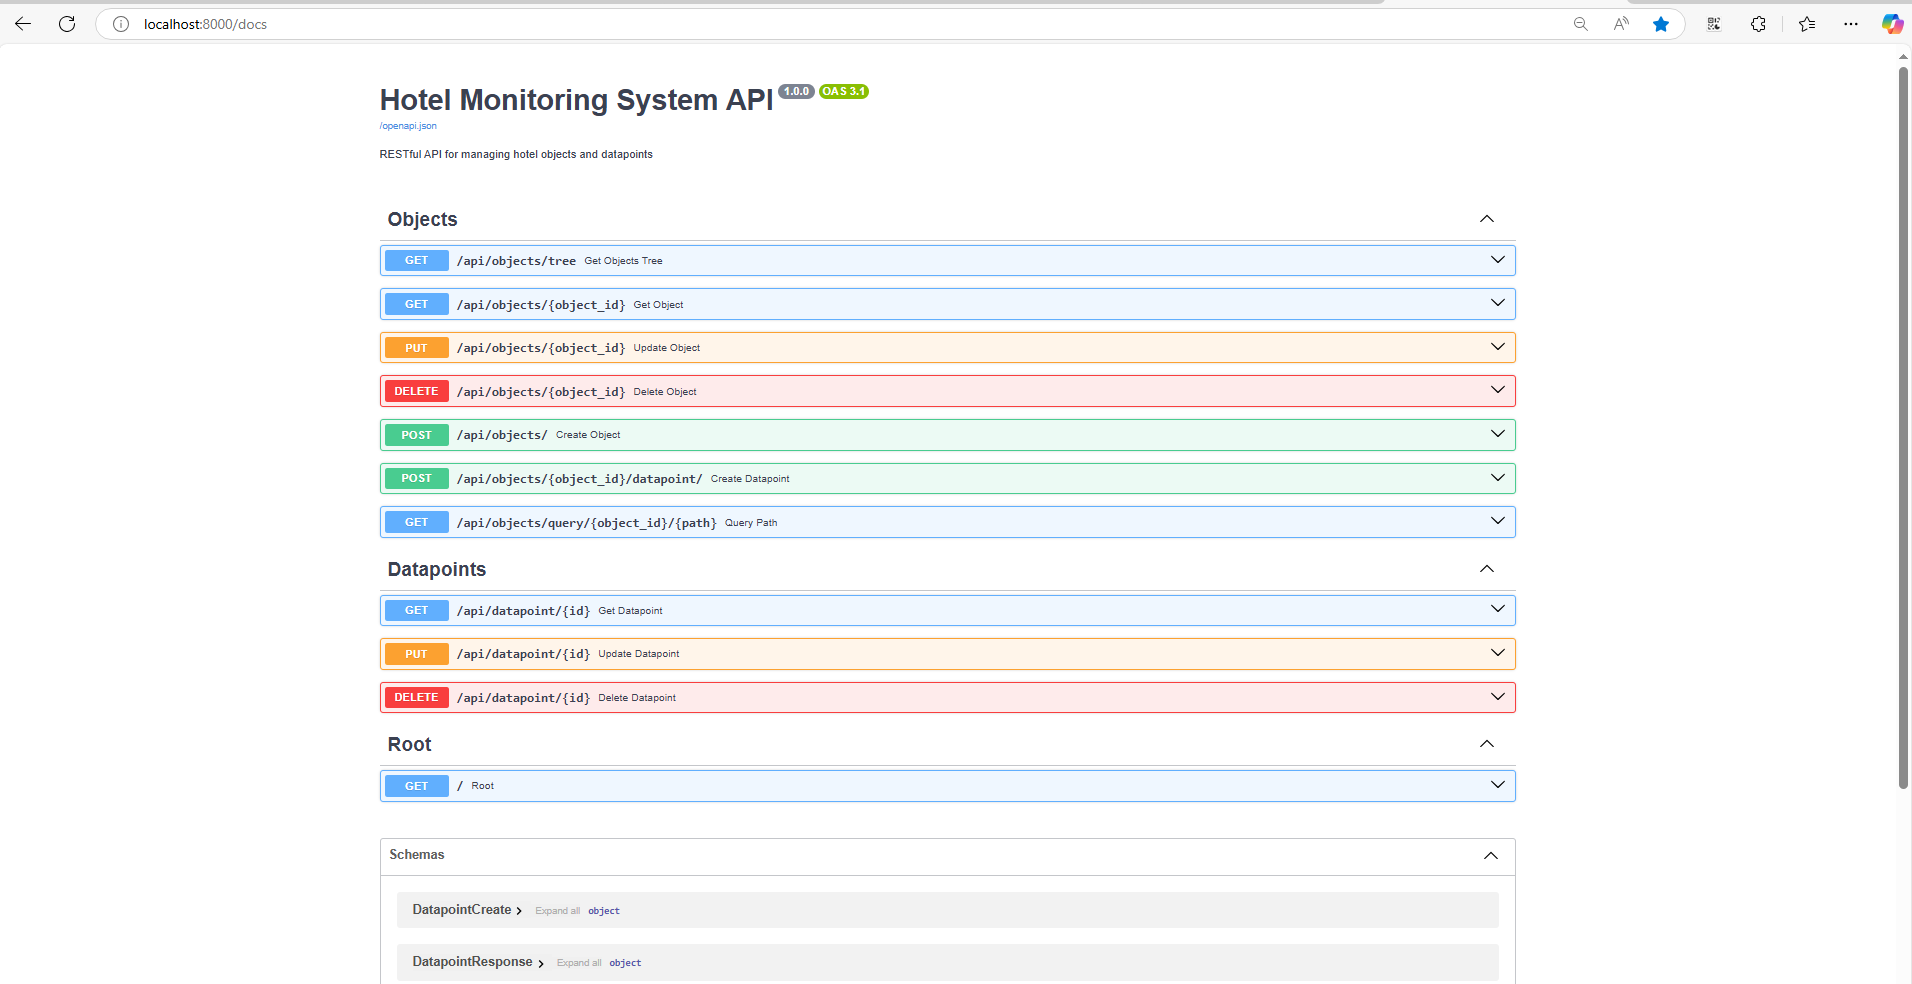 localhost:8000/docs
Hotel Monitoring System API 1.0.0 OAS 3.1
/openapi.json
RESTful API for managing hotel objects and datapoints
Objects
GET /api/objects/tree Get Objects Tree
GET /api/objects/{object_id} Get Object
PUT /api/objects/{object_id} Update Object
DELETE /api/objects/{object_id} Delete Object
POST /api/objects/ Create Object
POST /api/objects/{object_id}/datapoint/ Create Datapoint
GET /api/objects/query/{object_id}/{path} Query Path
Datapoints
GET /api/datapoint/{id} Get Datapoint
PUT /api/datapoint/{id} Update Datapoint
DELETE /api/datapoint/{id} Delete Datapoint
Root
GET / Root
Schemas
DatapointCreate Expand all object
DatapointResponse Expand all object